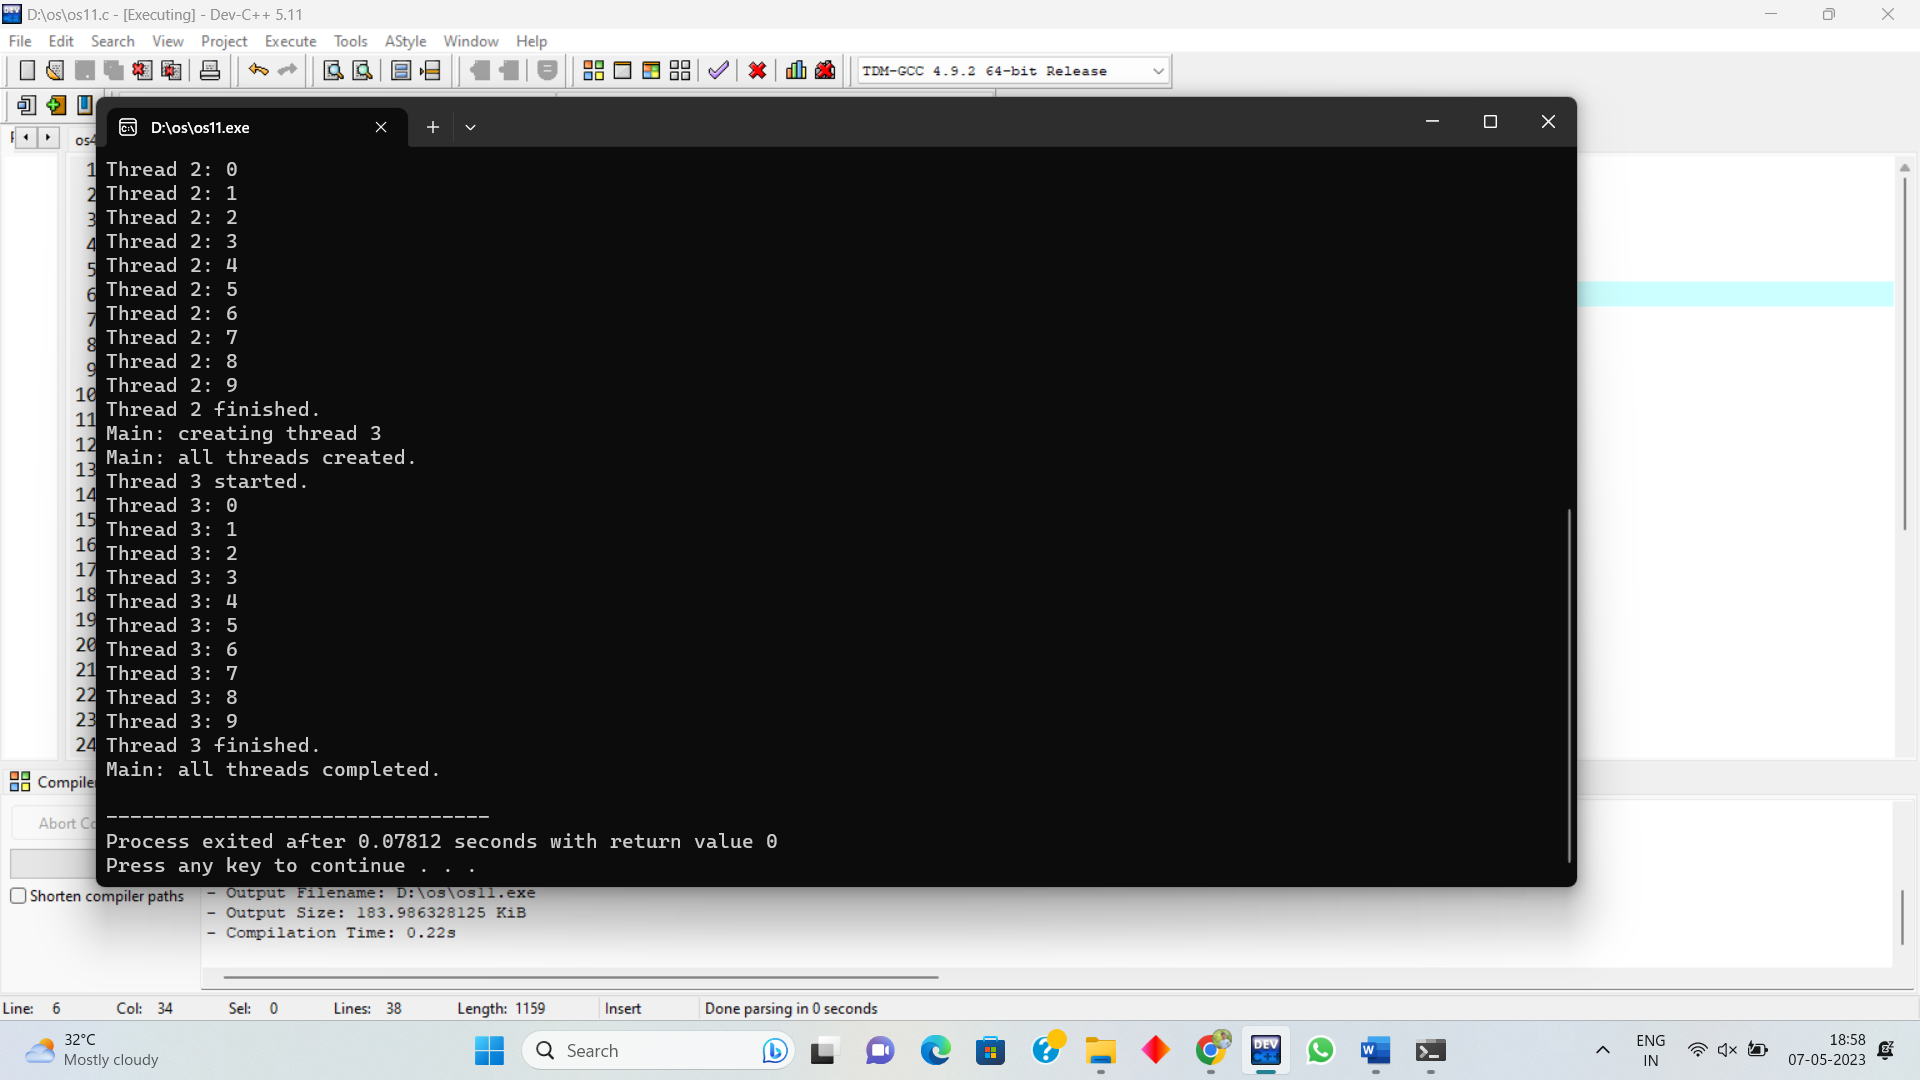 D:\os\os11.c - [Executing] - Dev-C++ 5.11
File Edit Search View Project Execute Tools AStyle Window Help
TDM-GCC 4.9.2 64-bit Release
D:\os\os11.exe
os4
1
2
3
4
5
6
7
8
9
10
11
12
13
14
15
16
17
18
19
20
21
22
23
24
Thread 2: 0
Thread 2: 1
Thread 2: 2
Thread 2: 3
Thread 2: 4
Thread 2: 5
Thread 2: 6
Thread 2: 7
Thread 2: 8
Thread 2: 9
Thread 2 finished.
Main: creating thread 3
Main: all threads created.
Thread 3 started.
Thread 3: 0
Thread 3: 1
Thread 3: 2
Thread 3: 3
Thread 3: 4
Thread 3: 5
Thread 3: 6
Thread 3: 7
Thread 3: 8
Thread 3: 9
Thread 3 finished.
Main: all threads completed.
--------------------------------
Process exited after 0.07812 seconds with return value 0
Press any key to continue . . .
Compiler
Abort Co
Shorten compiler paths
- Output Filename: D:\os\os11.exe
- Output Size: 183.986328125 KiB
- Compilation Time: 0.22s
Line: 6 Col: 34 Sel: 0 Lines: 38 Length: 1159 Insert Done parsing in 0 seconds
32°C
Mostly cloudy
Search
DEV C++
ENG
IN
18:58
07-05-2023